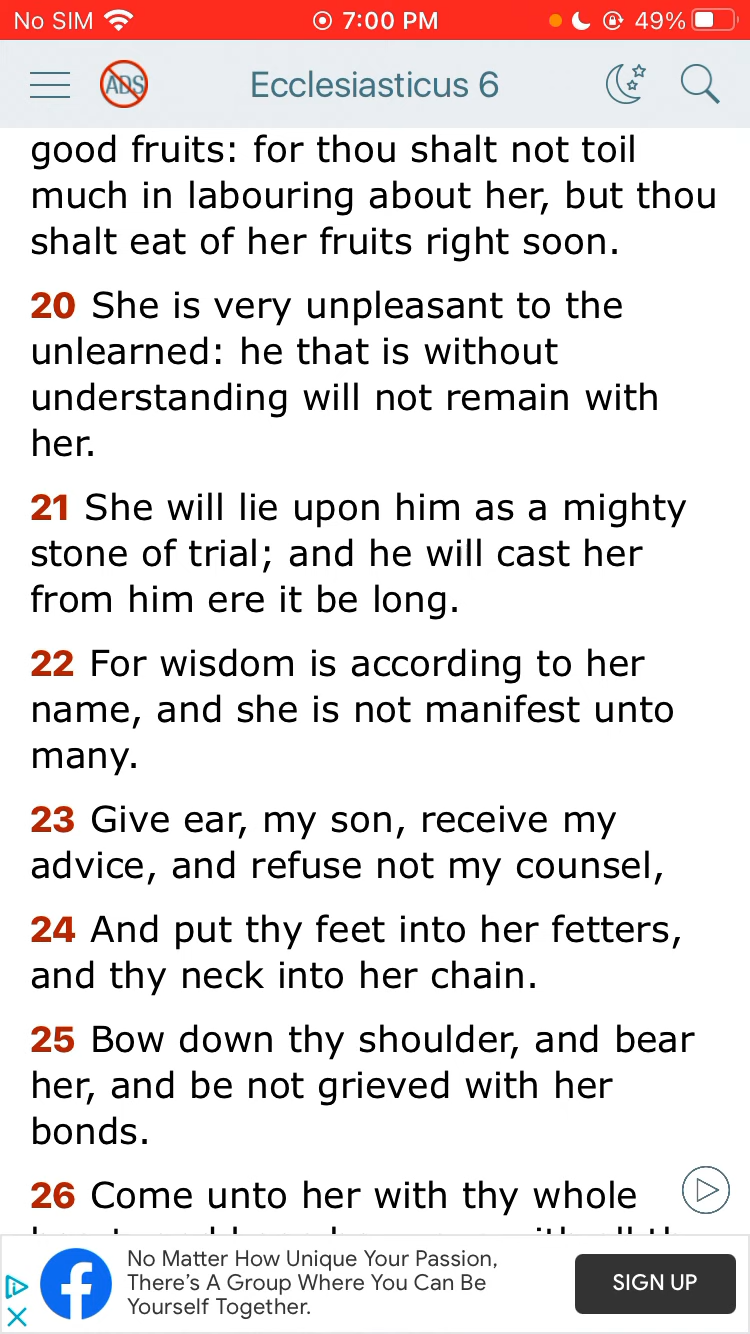 No SIM 7:00 PM 49%
ADS Ecclesiasticus 6
good fruits: for thou shalt not toil
much in labouring about her, but thou
shalt eat of her fruits right soon.
20 She is very unpleasant to the
unlearned: he that is without
understanding will not remain with
her.
21 She will lie upon him as a mighty
stone of trial; and he will cast her
from him ere it be long.
22 For wisdom is according to her
name, and she is not manifest unto
many.
23 Give ear, my son, receive my
advice, and refuse not my counsel,
24 And put thy feet into her fetters,
and thy neck into her chain.
25 Bow down thy shoulder, and bear
her, and be not grieved with her
bonds.
26 Come unto her with thy whole
No Matter How Unique Your Passion,
There's A Group Where You Can Be
Yourself Together.
SIGN UP